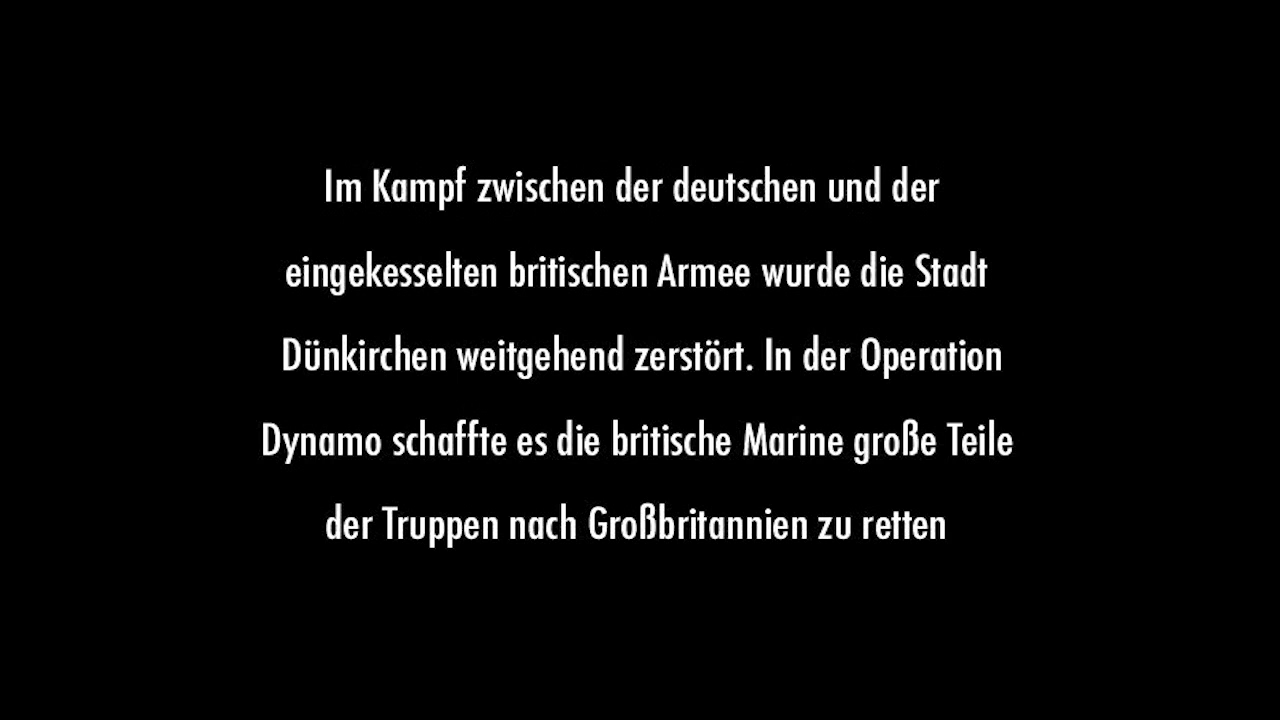 Im Kampf zwischen der deutschen und der
eingekesselten britischen Armee wurde die Stadt
Dünkirchen weitgehend zerstört. In der Operation
Dynamo schaffte es die britische Marine große Teile
der Truppen nach Großbritannien zu retten